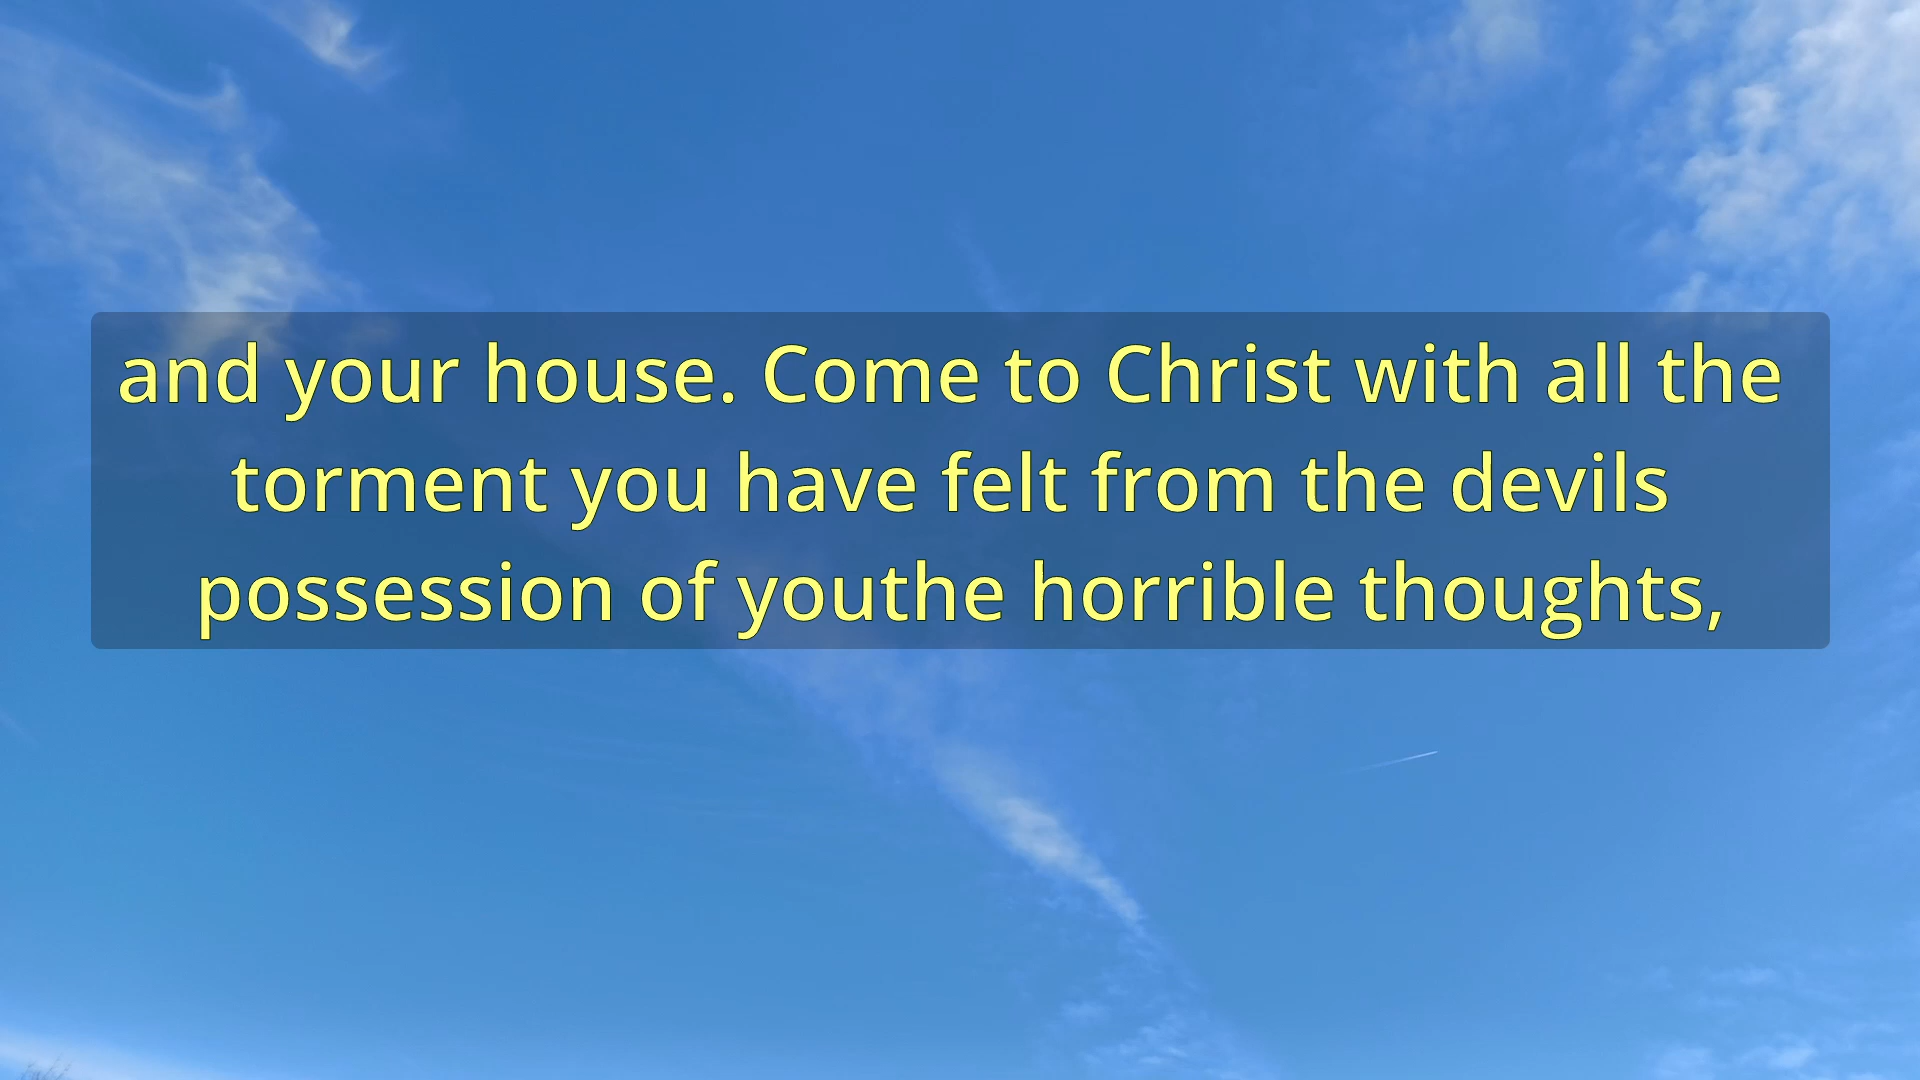 and your house. Come to Christ with all the
torment you have felt from the devils
possession of youthe horrible thoughts,